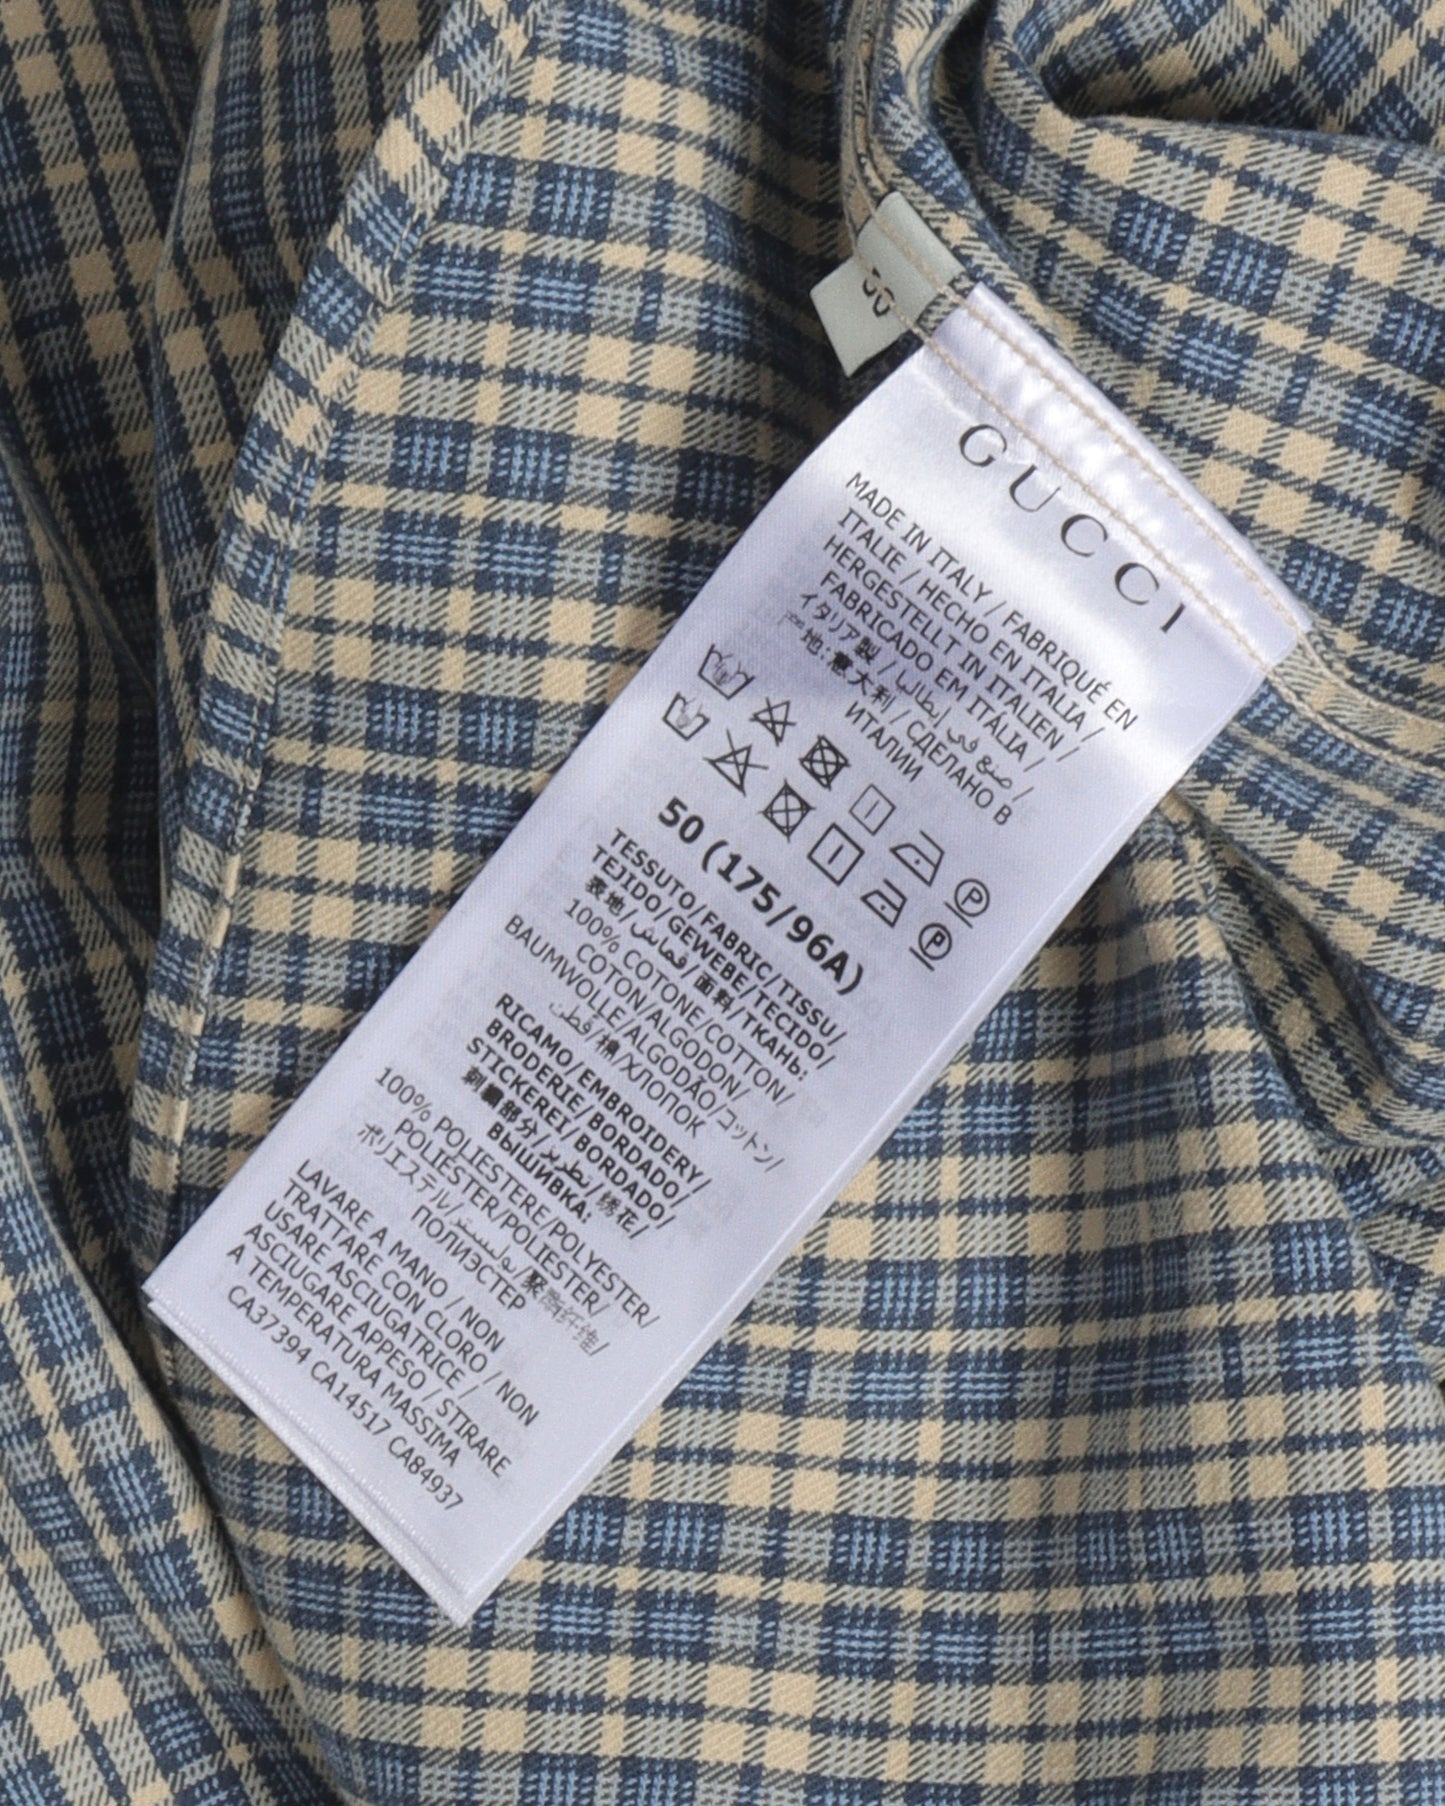 GUCCI
MADE IN ITALY / FABRIQUÉ EN
ITALIE / HECHO EN ITALIA /
HERGESTELLT IN ITALIEN /
FABRICADO EM ITÁLIA /
イタリア製 / صنع في إيطاليا /
产地:意大利 / СДЕЛАНО В
ИТАЛИИ
P
P
50 (175/96A)
TESSUTO/FABRIC/TISSU/
TEJIDO/GEWEBE/TECIDO/
表地/قماش/面料/ТКАНЬ:
100% COTONE/COTTON/
COTON/ALGODON/
BAUMWOLLE/ALGODÃO/コットン/
قطن/棉/ХЛОПОК
RICAMO/EMBROIDERY/
BRODERIE/BORDADO/
STICKEREI/BORDADO/
刺繍部分/تطريز/绣花/
ВЫШИВКА:
100% POLIESTERE/POLYESTER/
POLIÉSTER/POLIESTER/
ポリエステル/بوليستر/聚酯纤维/
ПОЛИЭСТЕР
LAVARE A MANO / NON
TRATTARE CON CLORO / NON
USARE ASCIUGATRICE /
ASCIUGARE APPESO / STIRARE
A TEMPERATURA MASSIMA
CA37394 CA14517 CA84937